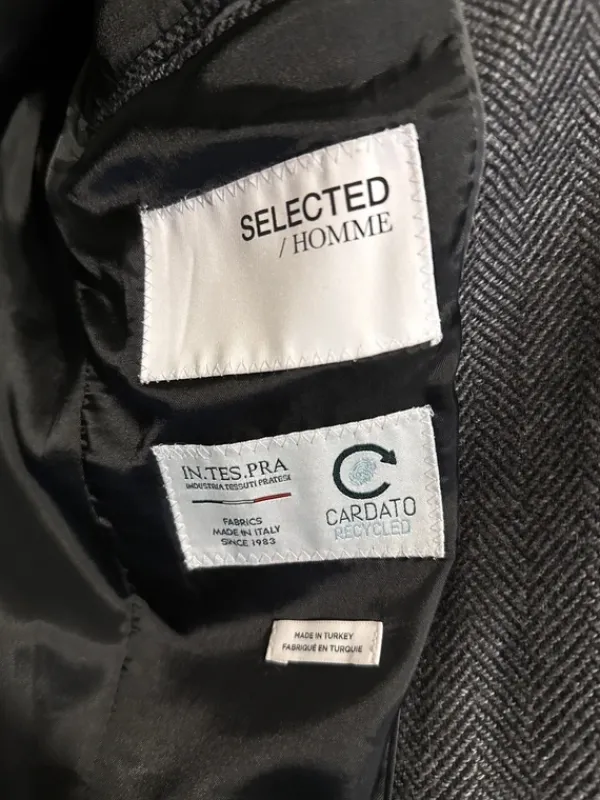 SELECTED
/ HOMME
IN.TES.PRA
INDUSTRIA TESSUTI PRATESI
FABRICS
MADE IN ITALY
SINCE 1983
CARDATO
RECYCLED
MADE IN TURKEY
FABRIQUÉ EN TURQUIE